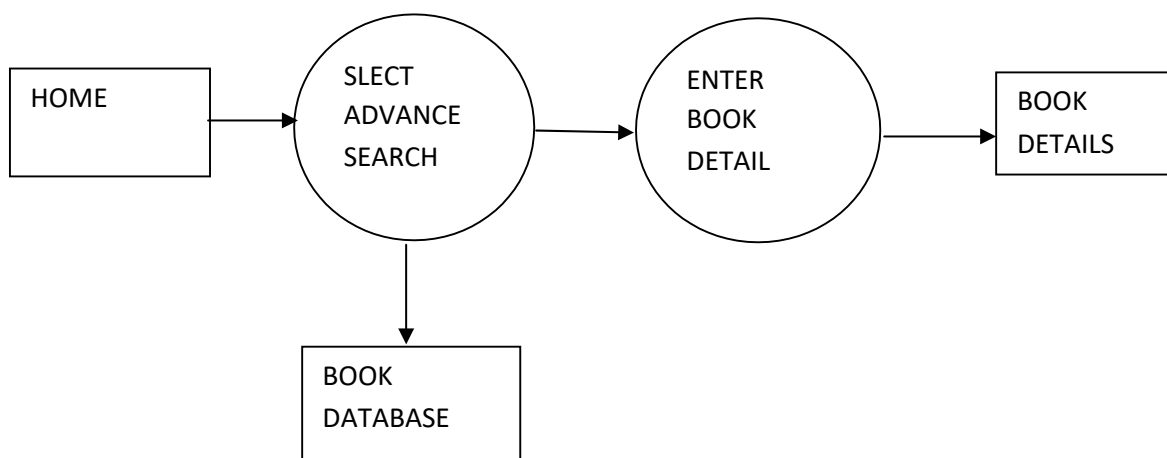 HOME
SLECT
ADVANCE
SEARCH
ENTER
BOOK
DETAIL
BOOK
DETAILS
BOOK
DATABASE